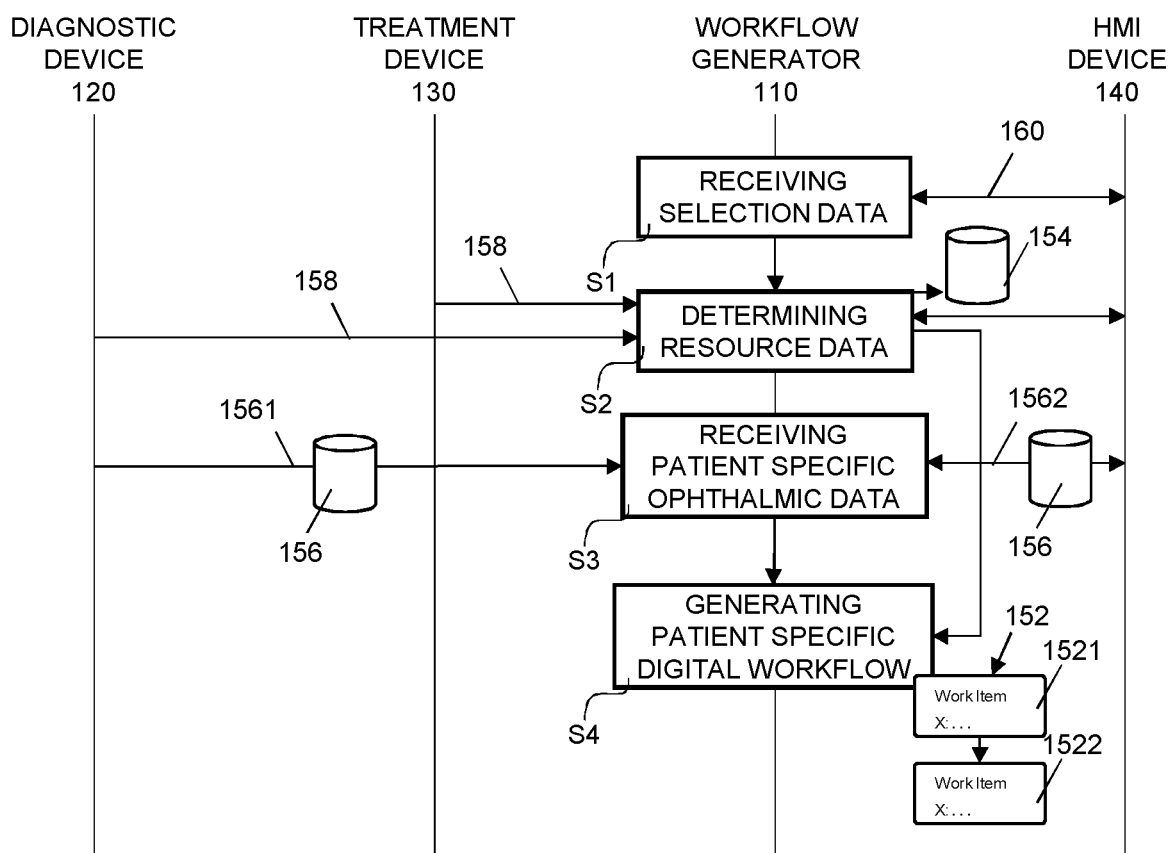 DIAGNOSTIC
DEVICE
120
TREATMENT
DEVICE
130
WORKFLOW
GENERATOR
110
HMI
DEVICE
140
160
RECEIVING
SELECTION DATA
S1
154
158
158
DETERMINING
RESOURCE DATA
S2
1561
156
1562
156
RECEIVING
PATIENT SPECIFIC
OPHTHALMIC DATA
S3
GENERATING
PATIENT SPECIFIC
DIGITAL WORKFLOW
S4
152
1521
Work Item
X: . . .
1522
Work Item
X: . . .